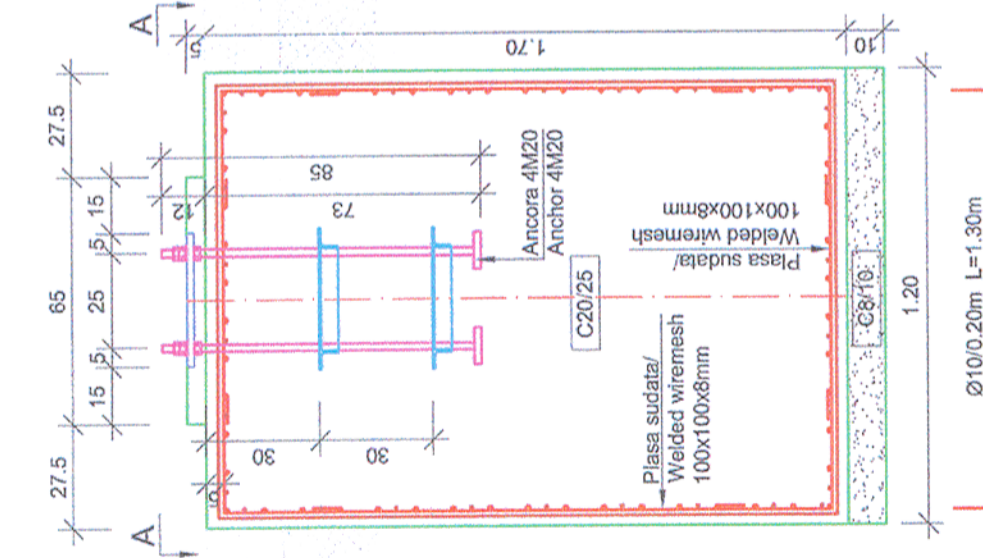 A
A
27.5
65
27.5
15
5
25
5
15
5
1.70
10
12
85
73
30
30
5
Ancora 4M20
Anchor 4M20
C20/25
Plasa sudata/
Welded wiremesh
100x100x8mm
Plasa sudata/
Welded wiremesh
100x100x8mm
C8/10
1.20
Ø10/0.20m L=1.30m